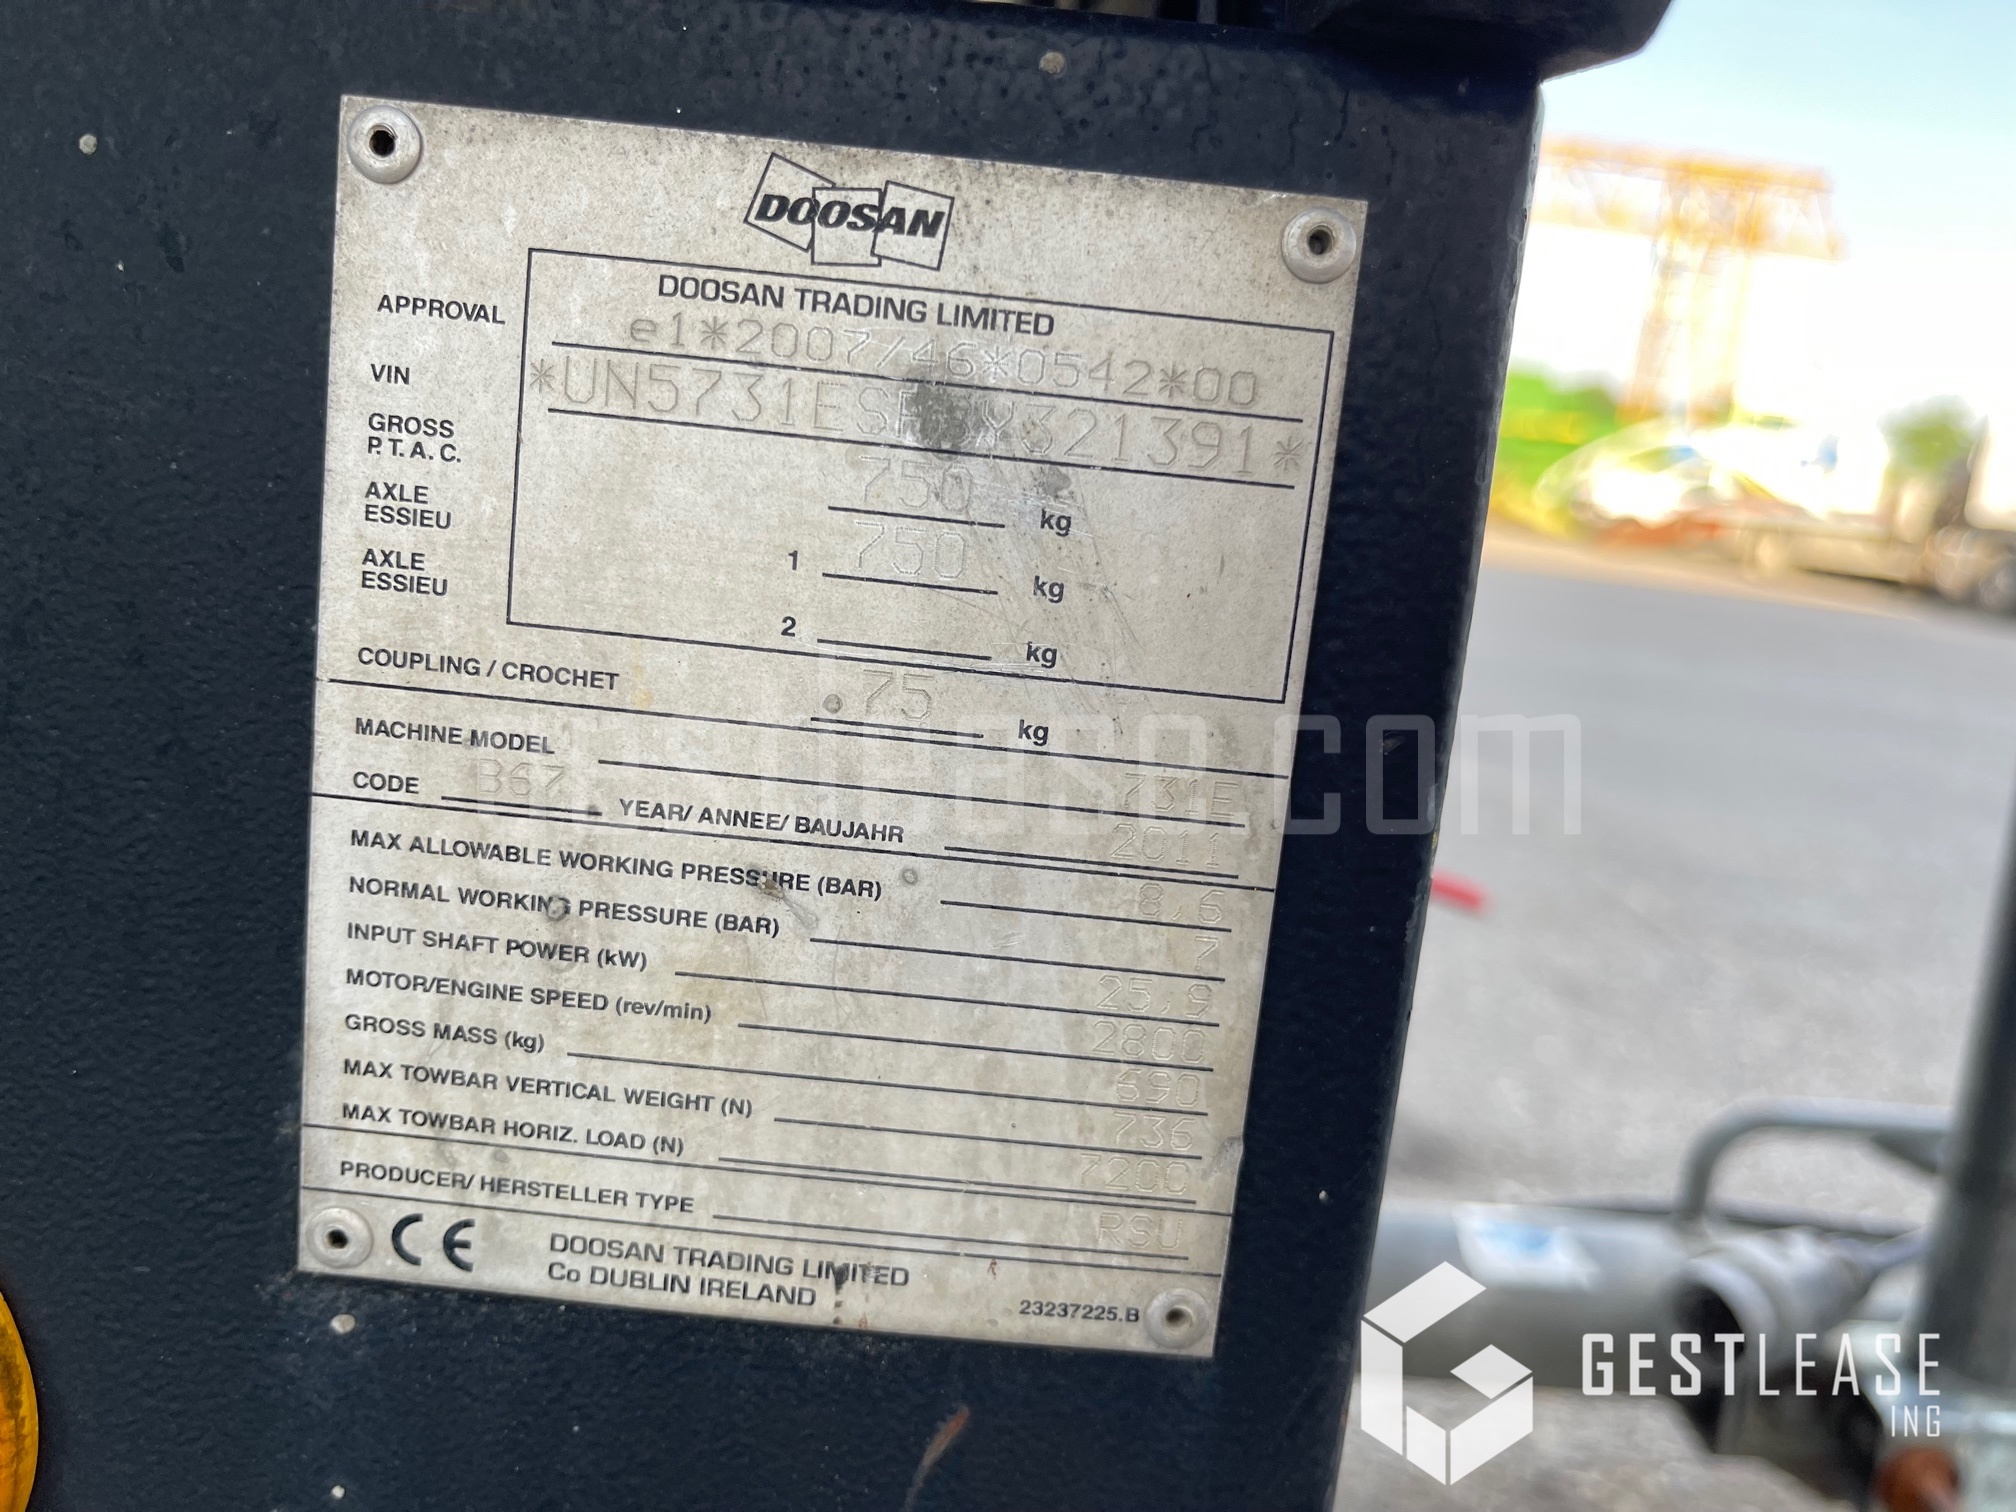 DOOSAN
DOOSAN TRADING LIMITED
APPROVAL e1*2007/46*0542*00
VIN
GROSS 750 kg
P.T.A.C.
AXLE 1 750 kg
ESSIEU
AXLE 2 kg
ESSIEU
COUPLING / CROCHET 75 kg
MACHINE MODEL 731E
CODE B67 YEAR/ ANNEE/ BAUJAHR 2011
MAX ALLOWABLE WORKING PRESSURE (BAR) 8,6
NORMAL WORKING PRESSURE (BAR) 7
INPUT SHAFT POWER (kW) 25,9
MOTOR/ENGINE SPEED (rev/min) 2800
GROSS MASS (kg) 690
MAX TOWBAR VERTICAL WEIGHT (N) 736
MAX TOWBAR HORIZ. LOAD (N) 7200
PRODUCER/ HERSTELLER TYPE RSU
CE DOOSAN TRADING LIMITED
Co DUBLIN IRELAND
23237225.B
GESTLEASE
ING